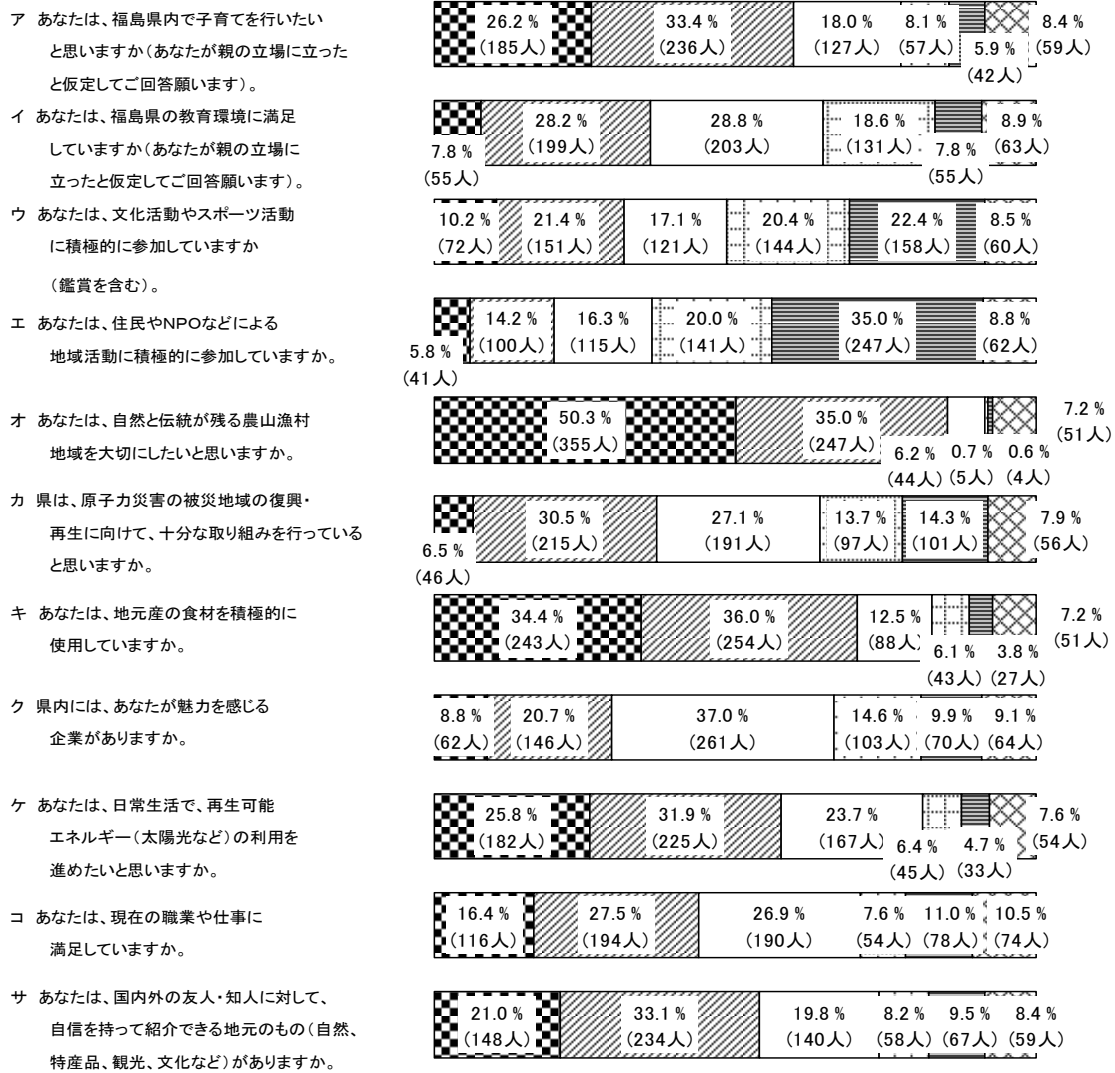 ア あなたは、福島県内で子育てを行いたい
と思いますか(あなたが親の立場に立った
と仮定してご回答願います)。
26.2％ 33.4％ 18.0％ 8.1％ 5.9％ 8.4％
(185人) (236人) (127人) (57人) (42人) (59人)
イ あなたは、福島県の教育環境に満足
していますか(あなたが親の立場に
立ったと仮定してご回答願います)。
7.8％ 28.2％ 28.8％ 18.6％ 7.8％ 8.9％
(55人) (199人) (203人) (131人) (55人) (63人)
ウ あなたは、文化活動やスポーツ活動
に積極的に参加していますか
(鑑賞を含む)。
10.2％ 21.4％ 17.1％ 20.4％ 22.4％ 8.5％
(72人) (151人) (121人) (144人) (158人) (60人)
エ あなたは、住民やNPOなどによる
地域活動に積極的に参加していますか。
5.8％ 14.2％ 16.3％ 20.0％ 35.0％ 8.8％
(41人) (100人) (115人) (141人) (247人) (62人)
オ あなたは、自然と伝統が残る農山漁村
地域を大切にしたいと思いますか。
50.3％ 35.0％ 6.2％ 0.7％ 0.6％ 7.2％
(355人) (247人) (44人) (5人) (4人) (51人)
カ 県は、原子力災害の被災地域の復興・
再生に向けて、十分な取り組みを行っている
と思いますか。
6.5％ 30.5％ 27.1％ 13.7％ 14.3％ 7.9％
(46人) (215人) (191人) (97人) (101人) (56人)
キ あなたは、地元産の食材を積極的に
使用していますか。
34.4％ 36.0％ 12.5％ 6.1％ 3.8％ 7.2％
(243人) (254人) (88人) (43人) (27人) (51人)
ク 県内には、あなたが魅力を感じる
企業がありますか。
8.8％ 20.7％ 37.0％ 14.6％ 9.9％ 9.1％
(62人) (146人) (261人) (103人) (70人) (64人)
ケ あなたは、日常生活で、再生可能
エネルギー(太陽光など)の利用を
進めたいと思いますか。
25.8％ 31.9％ 23.7％ 6.4％ 4.7％ 7.6％
(182人) (225人) (167人) (45人) (33人) (54人)
コ あなたは、現在の職業や仕事に
満足していますか。
16.4％ 27.5％ 26.9％ 7.6％ 11.0％ 10.5％
(116人) (194人) (190人) (54人) (78人) (74人)
サ あなたは、国内外の友人・知人に対して、
自信を持って紹介できる地元のもの(自然、
特産品、観光、文化など)がありますか。
21.0％ 33.1％ 19.8％ 8.2％ 9.5％ 8.4％
(148人) (234人) (140人) (58人) (67人) (59人)